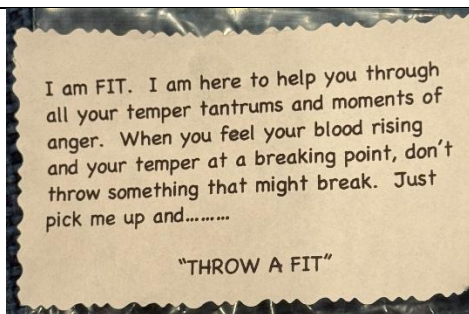 I am FIT. I am here to help you through
all your temper tantrums and moments of
anger. When you feel your blood rising
and your temper at a breaking point, don't
throw something that might break. Just
pick me up and.........
"THROW A FIT"